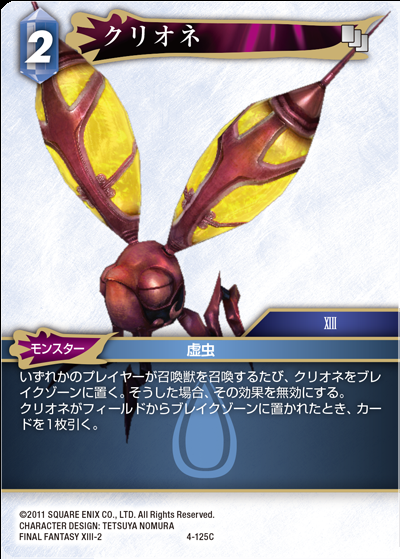 2
クリオネ
XIII
モンスター
虚虫
いずれかのプレイヤーが召喚獣を召喚するたび、クリオネをブレ
イクゾーンに置く。そうした場合、その効果を無効にする。
クリオネがフィールドからブレイクゾーンに置かれたとき、カー
ドを1枚引く。
©2011 SQUARE ENIX CO., LTD. All Rights Reserved.
CHARACTER DESIGN: TETSUYA NOMURA
FINAL FANTASY XIII-2 4-125C